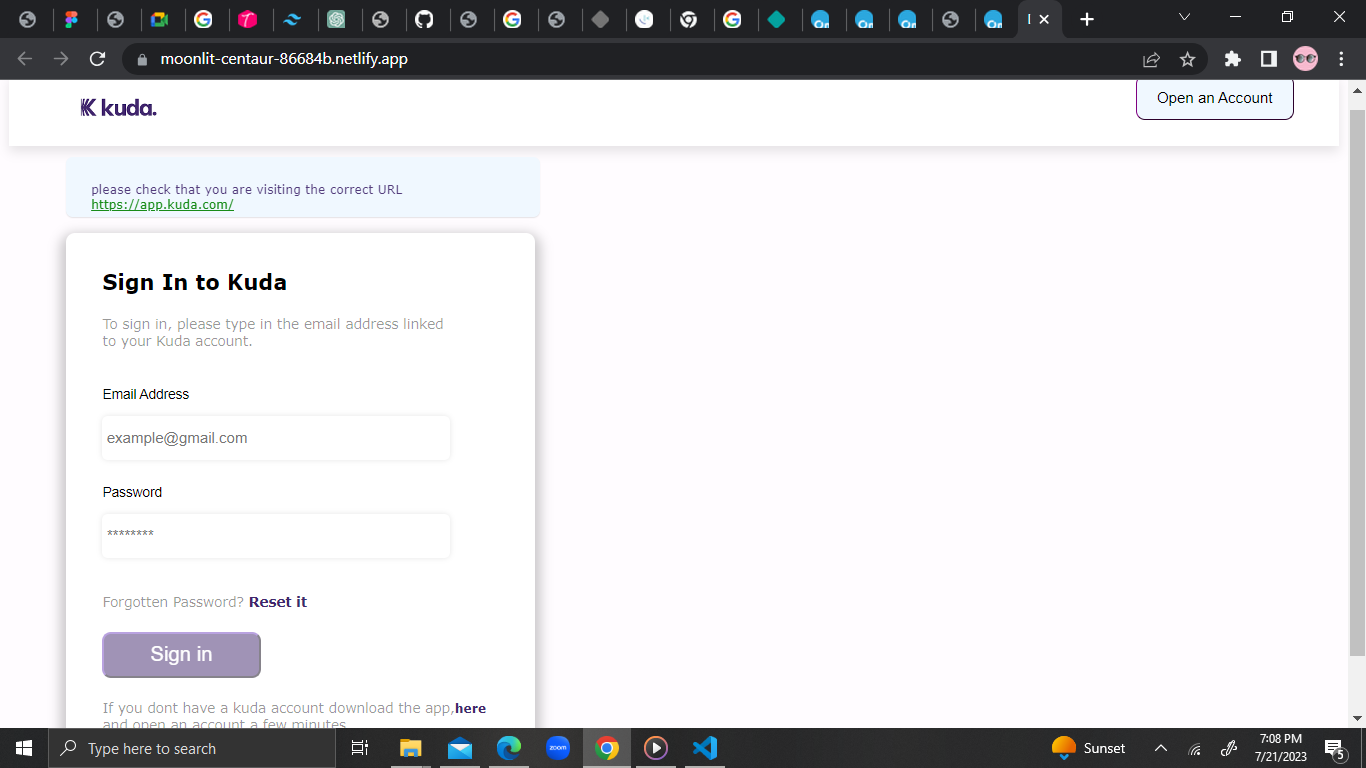 moonlit-centaur-86684b.netlify.app
kuda.
Open an Account
please check that you are visiting the correct URL
https://app.kuda.com/
Sign In to Kuda
To sign in, please type in the email address linked
to your Kuda account.
Email Address
example@gmail.com
Password
********
Forgotten Password? Reset it
Sign in
If you dont have a kuda account download the app,here
and open an account a few minutes
Type here to search
zoom
Sunset
7:08 PM
7/21/2023
5